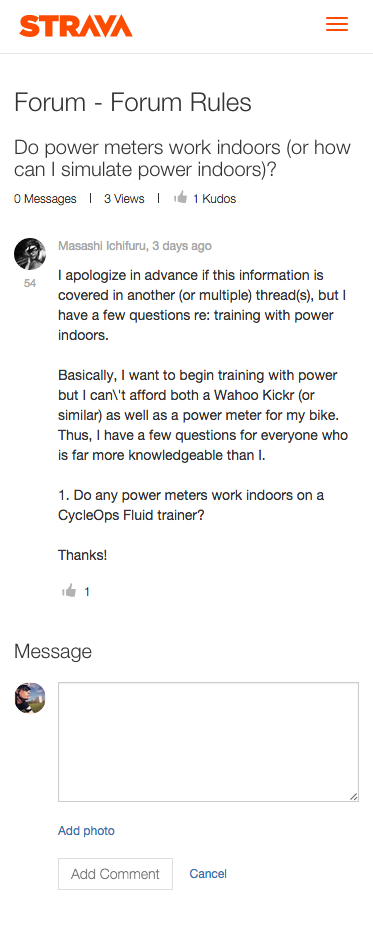 STRAVA
Forum - Forum Rules
Do power meters work indoors (or how
can I simulate power indoors)?
0 Messages | 3 Views | 1 Kudos
Masashi Ichifuru, 3 days ago
54
I apologize in advance if this information is
covered in another (or multiple) thread(s), but I
have a few questions re: training with power
indoors.
Basically, I want to begin training with power
but I can\'t afford both a Wahoo Kickr (or
similar) as well as a power meter for my bike.
Thus, I have a few questions for everyone who
is far more knowledgeable than I.
1. Do any power meters work indoors on a
CycleOps Fluid trainer?
Thanks!
1
Message
Add photo
Add Comment Cancel